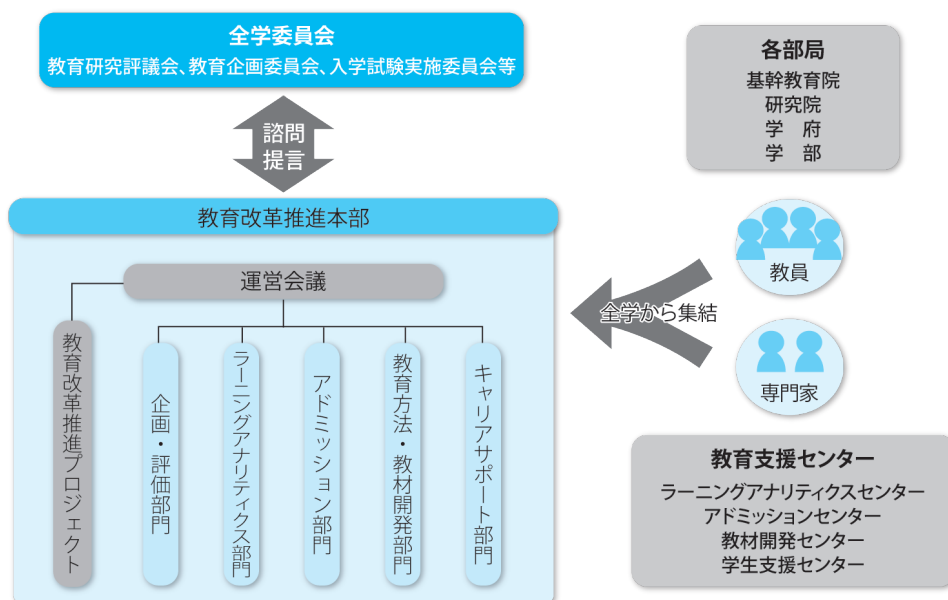 全学委員会
教育研究評議会、教育企画委員会、入学試験実施委員会等
諮問
提言
教育改革推進本部
運営会議
教育改革推進プロジェクト
企画・評価部門
ラーニングアナリティクス部門
アドミッション部門
教育方法・教材開発部門
キャリアサポート部門
全学から集結
各部局
基幹教育院
研究院
学　府
学　部
教員
専門家
教育支援センター
ラーニングアナリティクスセンター
アドミッションセンター
教材開発センター
学生支援センター